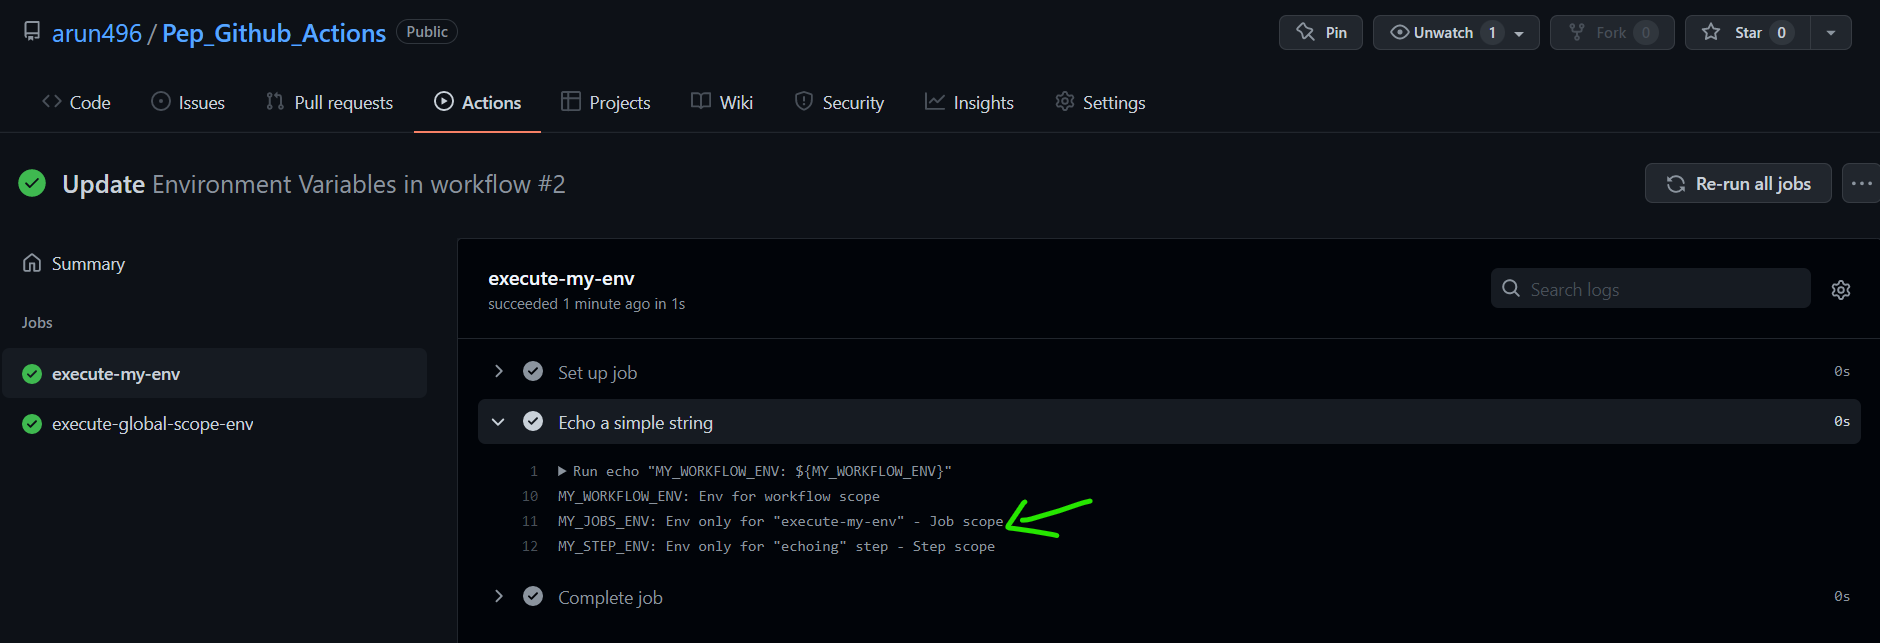 arun496 / Pep_Github_Actions Public Pin Unwatch 1 Fork 0 Star 0
Code Issues Pull requests Actions Projects Wiki Security Insights Settings
Update Environment Variables in workflow #2 Re-run all jobs ...
Summary
Jobs
execute-my-env
execute-global-scope-env
execute-my-env
succeeded 1 minute ago in 1s
Search logs
Set up job 0s
Echo a simple string 0s
1 Run echo "MY_WORKFLOW_ENV: ${MY_WORKFLOW_ENV}"
10 MY_WORKFLOW_ENV: Env for workflow scope
11 MY_JOBS_ENV: Env only for "execute-my-env" - Job scope
12 MY_STEP_ENV: Env only for "echoing" step - Step scope
Complete job 0s